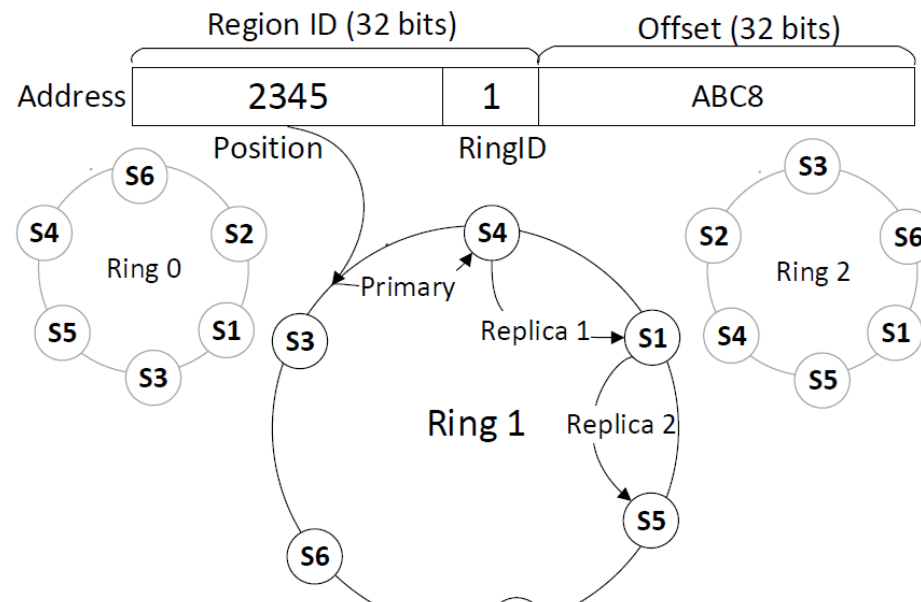 Region ID (32 bits)
Offset (32 bits)
Address
2345
1
ABC8
Position
RingID
S6
S4
S2
Ring 0
S5
S1
S3
S4
Primary
S3
Replica 1
S1
Ring 1
Replica 2
S5
S6
S3
S2
S6
Ring 2
S4
S1
S5